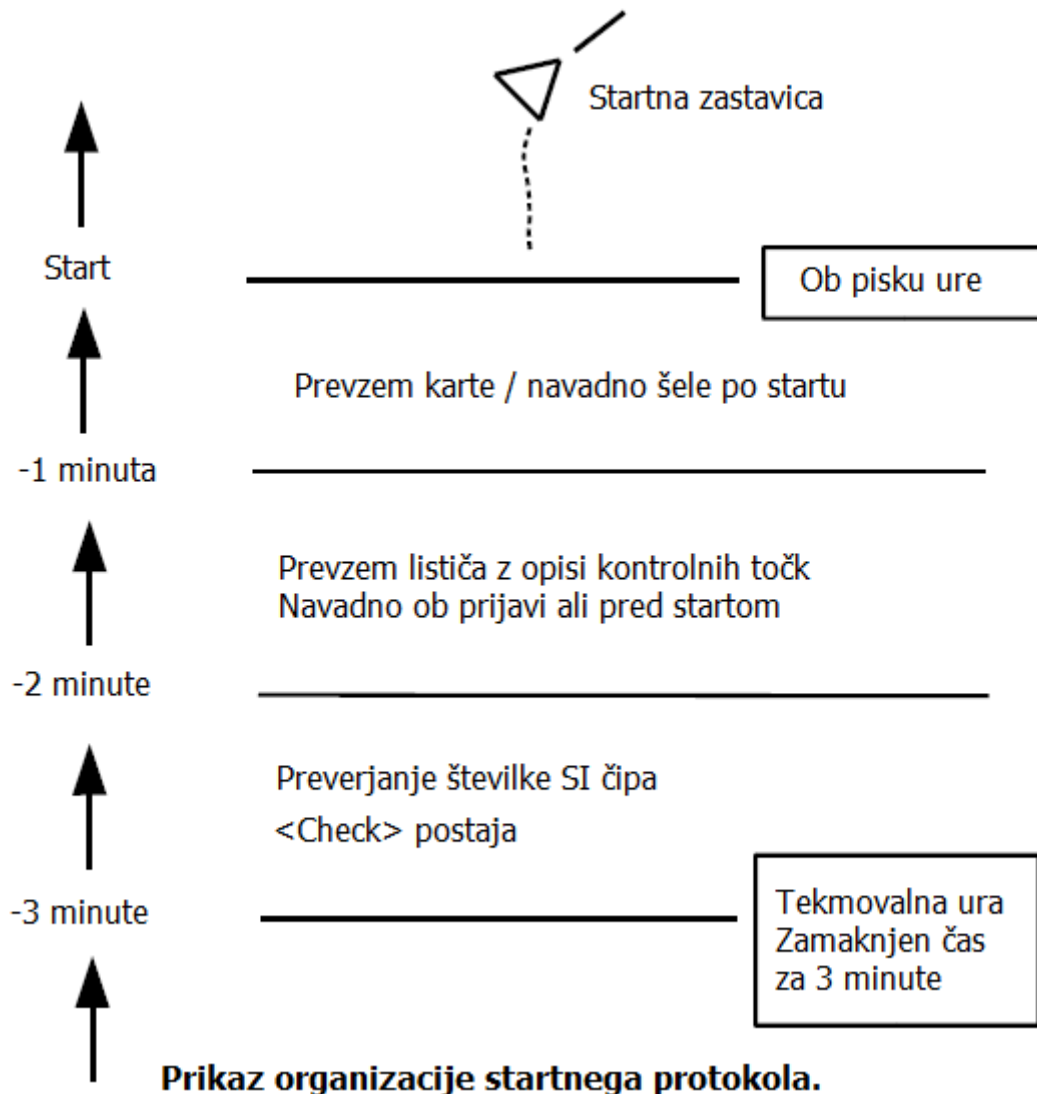 Startna zastavica
Start
Ob pisku ure
Prevzem karte / navadno šele po startu
-1 minuta
Prevzem lističa z opisi kontrolnih točk
Navadno ob prijavi ali pred startom
-2 minute
Preverjanje številke SI čipa
<Check> postaja
-3 minute
Tekmovalna ura
Zamaknjen čas
za 3 minute
Prikaz organizacije startnega protokola.